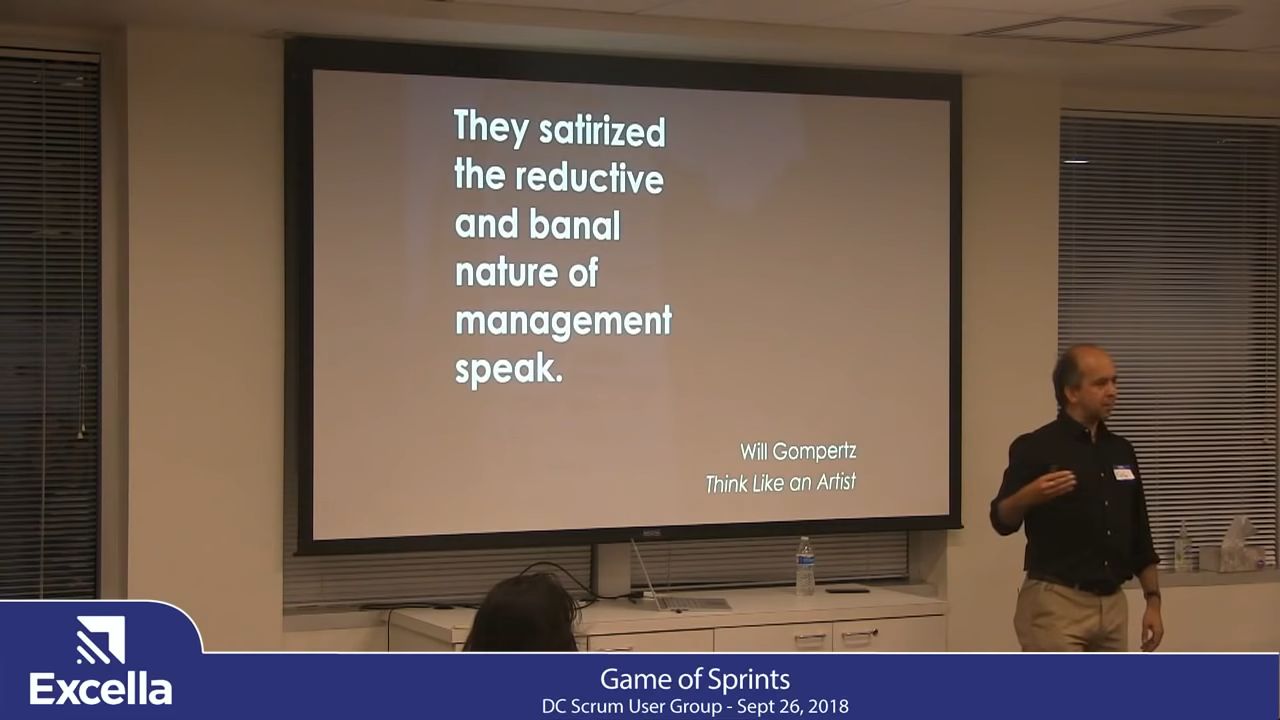 They satirized
the reductive
and banal
nature of
management
speak.
Will Gompertz
Think Like an Artist
Excella
Game of Sprints
DC Scrum User Group - Sept 26, 2018